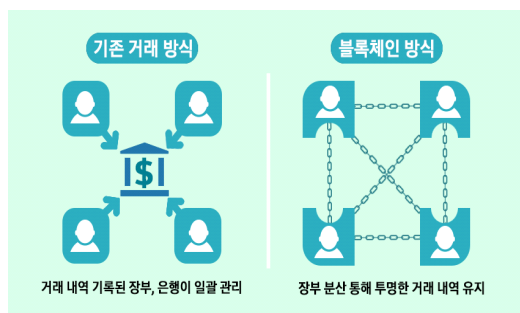 기존 거래 방식
블록체인 방식
$
거래 내역 기록된 장부, 은행이 일괄 관리
장부 분산 통해 투명한 거래 내역 유지